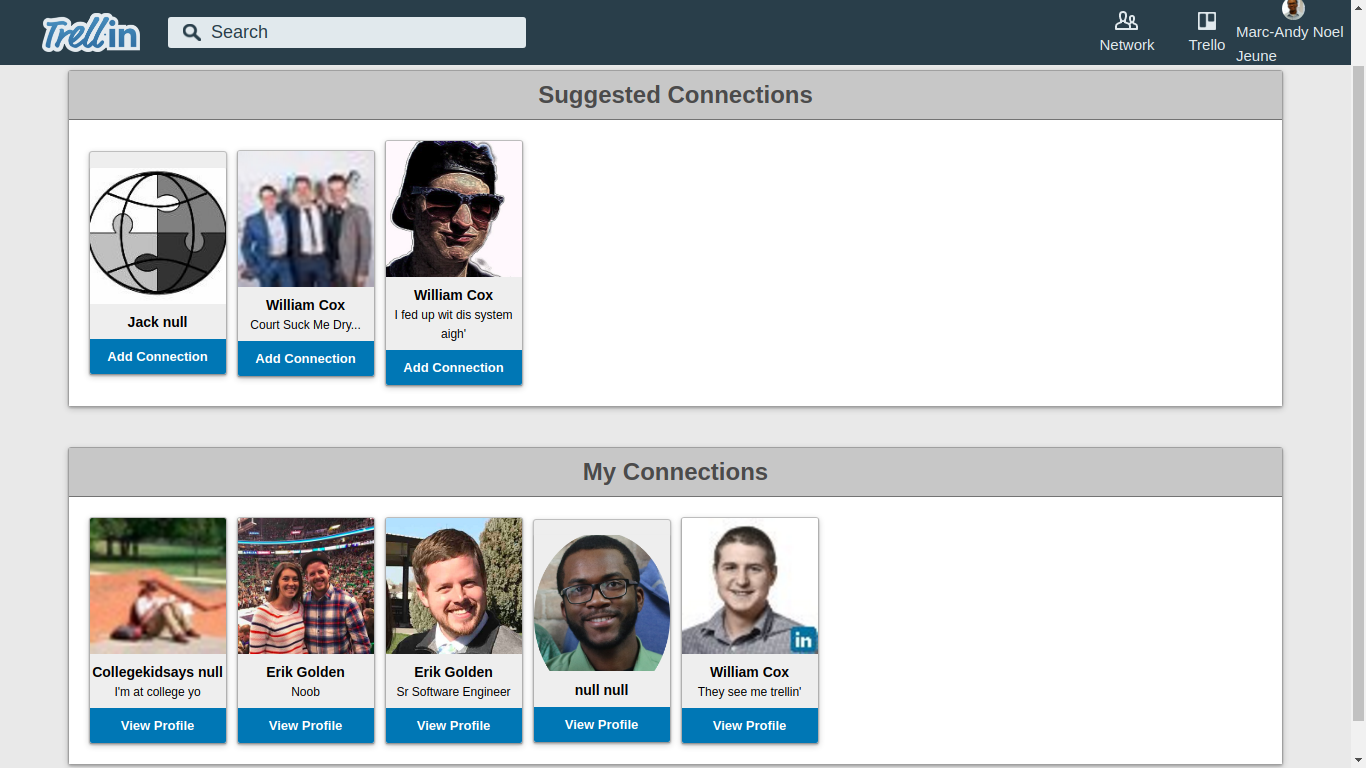 Trellin
Search
Network
Trello
Marc-Andy Noel
Jeune
Suggested Connections
Jack null
Add Connection
William Cox
Court Suck Me Dry...
Add Connection
William Cox
I fed up wit dis system
aigh'
Add Connection
My Connections
Collegekidsays null
I'm at college yo
View Profile
Erik Golden
Noob
View Profile
Erik Golden
Sr Software Engineer
View Profile
null null
View Profile
in
William Cox
They see me trellin'
View Profile